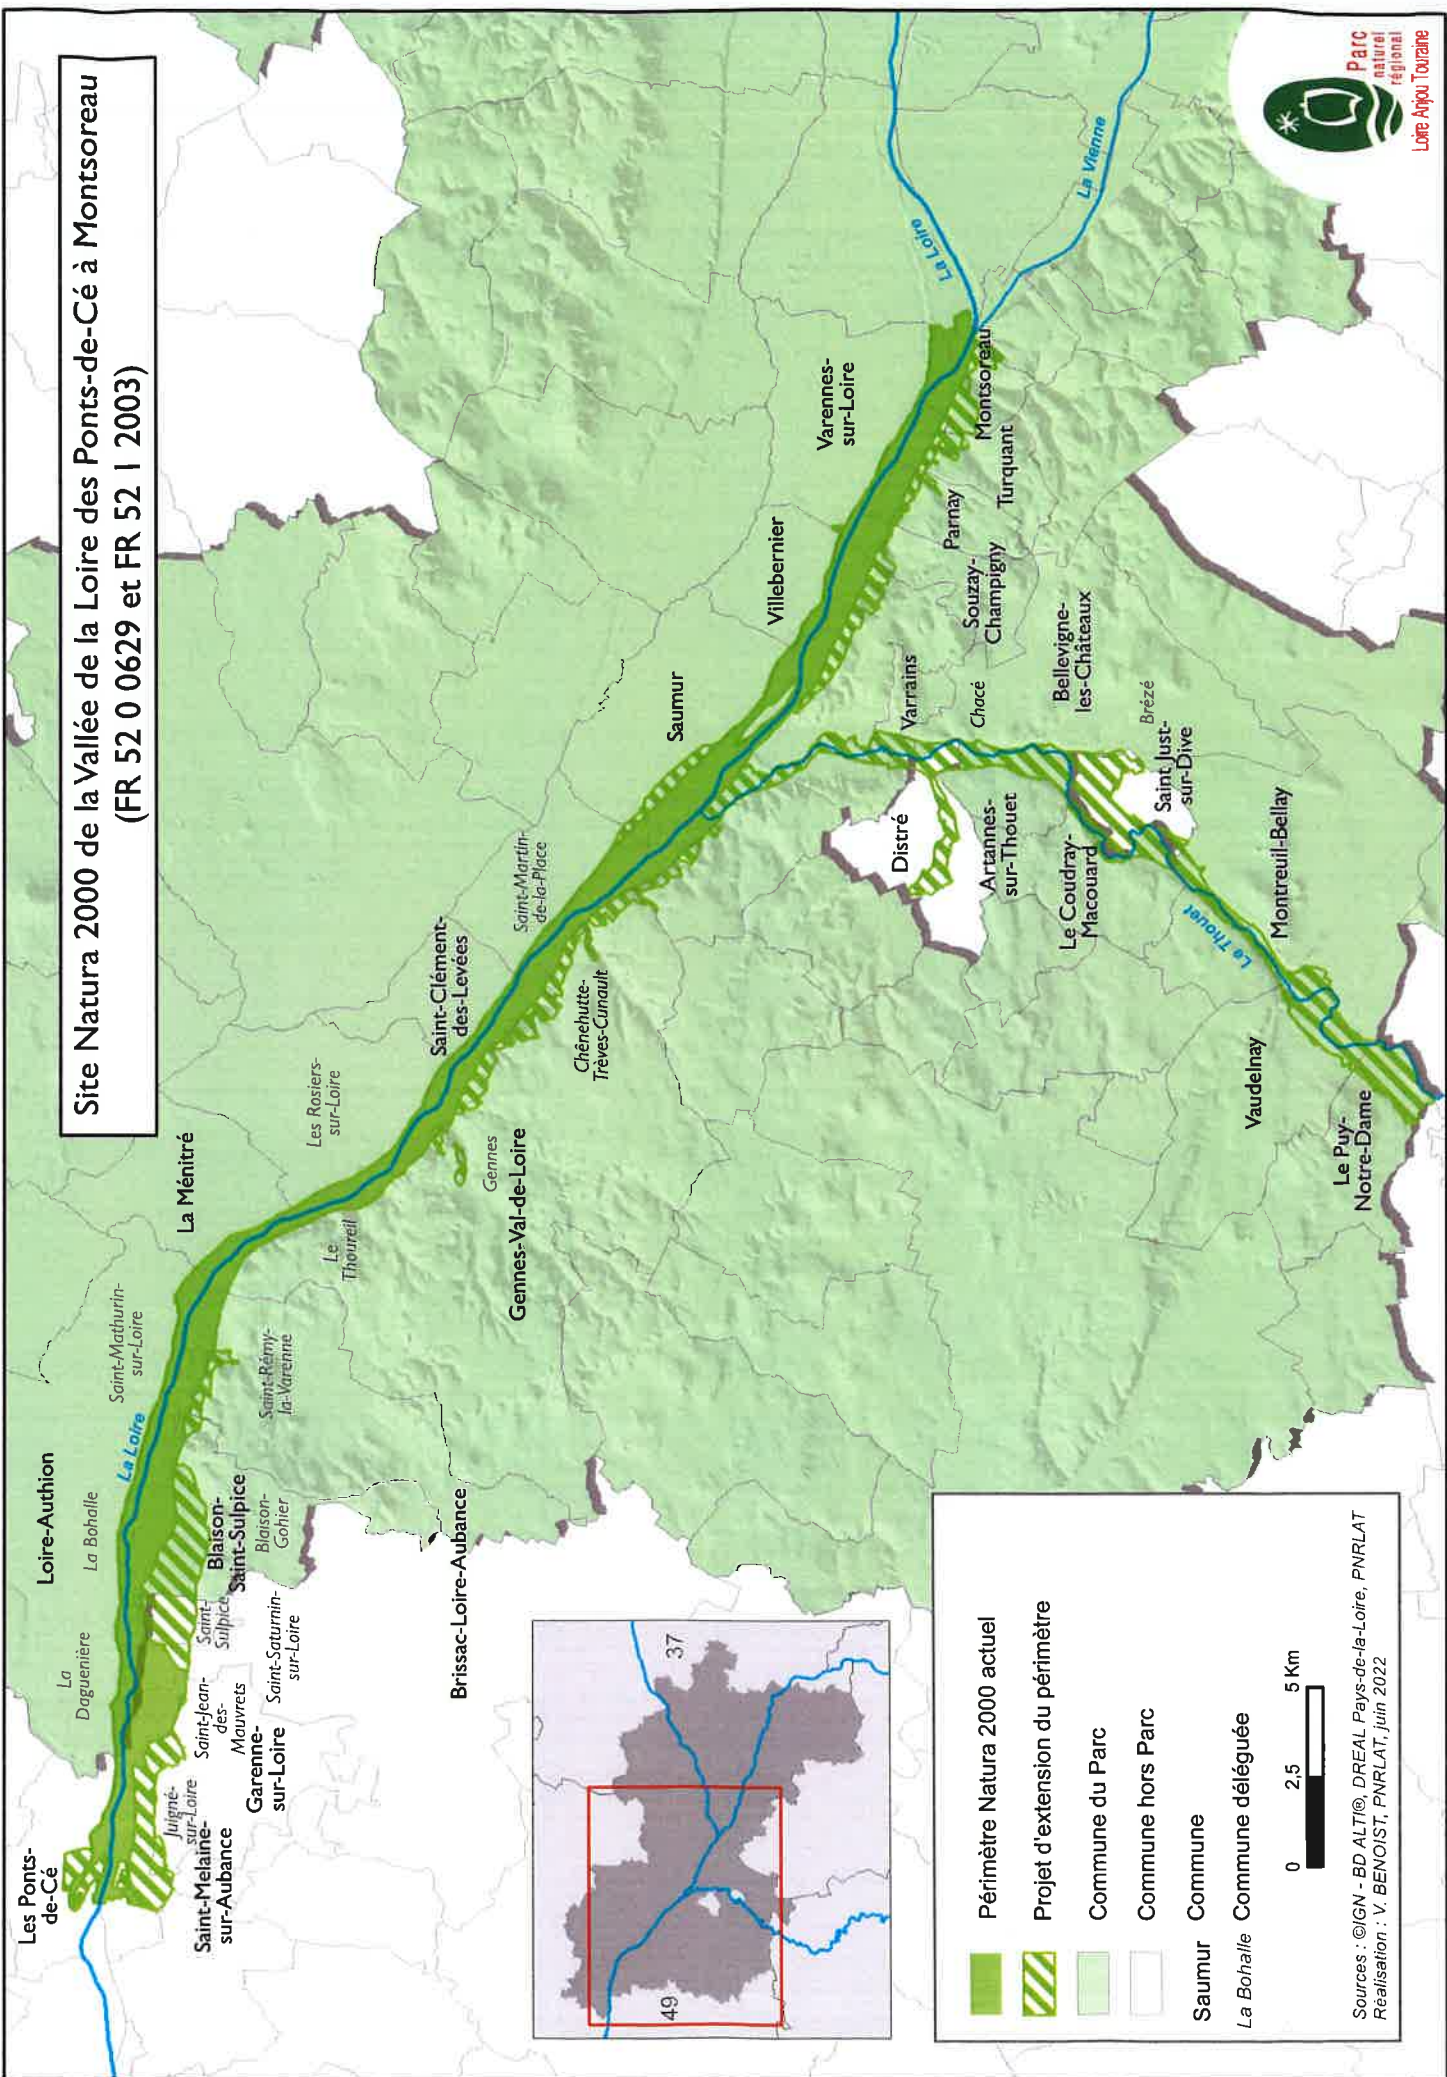 Site Natura 2000 de la Vallée de la Loire des Ponts-de-Cé à Montsoreau
(FR 52 0 0629 et FR 52 1 2003)
Les Ponts-
de-Cé
Loire-Authion
La
Daguenière
La Bohalle
Saint-Mathurin-
sur-Loire
La Loire
La Ménitré
Les Rosiers-
sur-Loire
Juigné-
sur-Loire
Saint-Melaine-
sur-Aubance
Saint-Jean-
des-
Mauvrets
Garenne-
sur-Loire
Saint-
Sulpice
Saint-Saturnin-
sur-Loire
Blaison-
Saint-Sulpice
Blaison-
Gohier
Saint-Rémy-
la-Varenne
Le
Thoureil
Brissac-Loire-Aubance
Gennes
Gennes-Val-de-Loire
Saint-Clément-
des-Levées
Saint-Martin-
de-la-Place
Chênehutte-
Trèves-Cunault
Saumur
Villebernier
Varennes-
sur-Loire
La Loire
La Vienne
Montsoreau
Turquant
Parnay
Souzay-
Champigny
Varrains
Chacé
Bellevigne-
les-Châteaux
Brézé
Saint Just-
sur-Dive
Distré
Artannes-
sur-Thouet
Le Coudray-
Macouard
Le Thouet
Montreuil-Bellay
Vaudelnay
Le Puy-
Notre-Dame
49
37
Périmètre Natura 2000 actuel
Projet d'extension du périmètre
Commune du Parc
Commune hors Parc
Saumur Commune
La Bohalle Commune déléguée
0 2,5 5 Km
Sources : ©IGN - BD ALTI®, DREAL Pays-de-la-Loire, PNRLAT
Réalisation : V. BENOIST, PNRLAT, juin 2022
Parc
naturel
régional
Loire Anjou Touraine